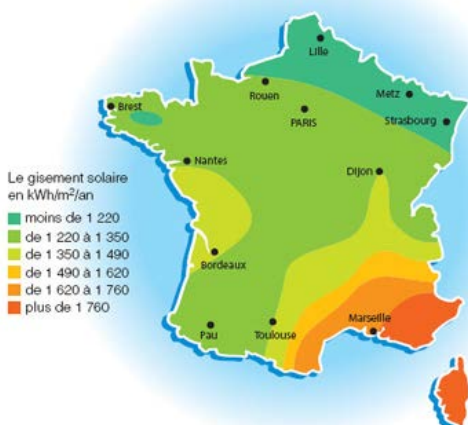 Lille
Rouen
Metz
PARIS
Strasbourg
Brest
Nantes
Dijon
Le gisement solaire
en kWh/m²/an
moins de 1 220
de 1 220 à 1 350
de 1 350 à 1 490
de 1 490 à 1 620
de 1 620 à 1 760
plus de 1 760
Bordeaux
Marseille
Pau
Toulouse